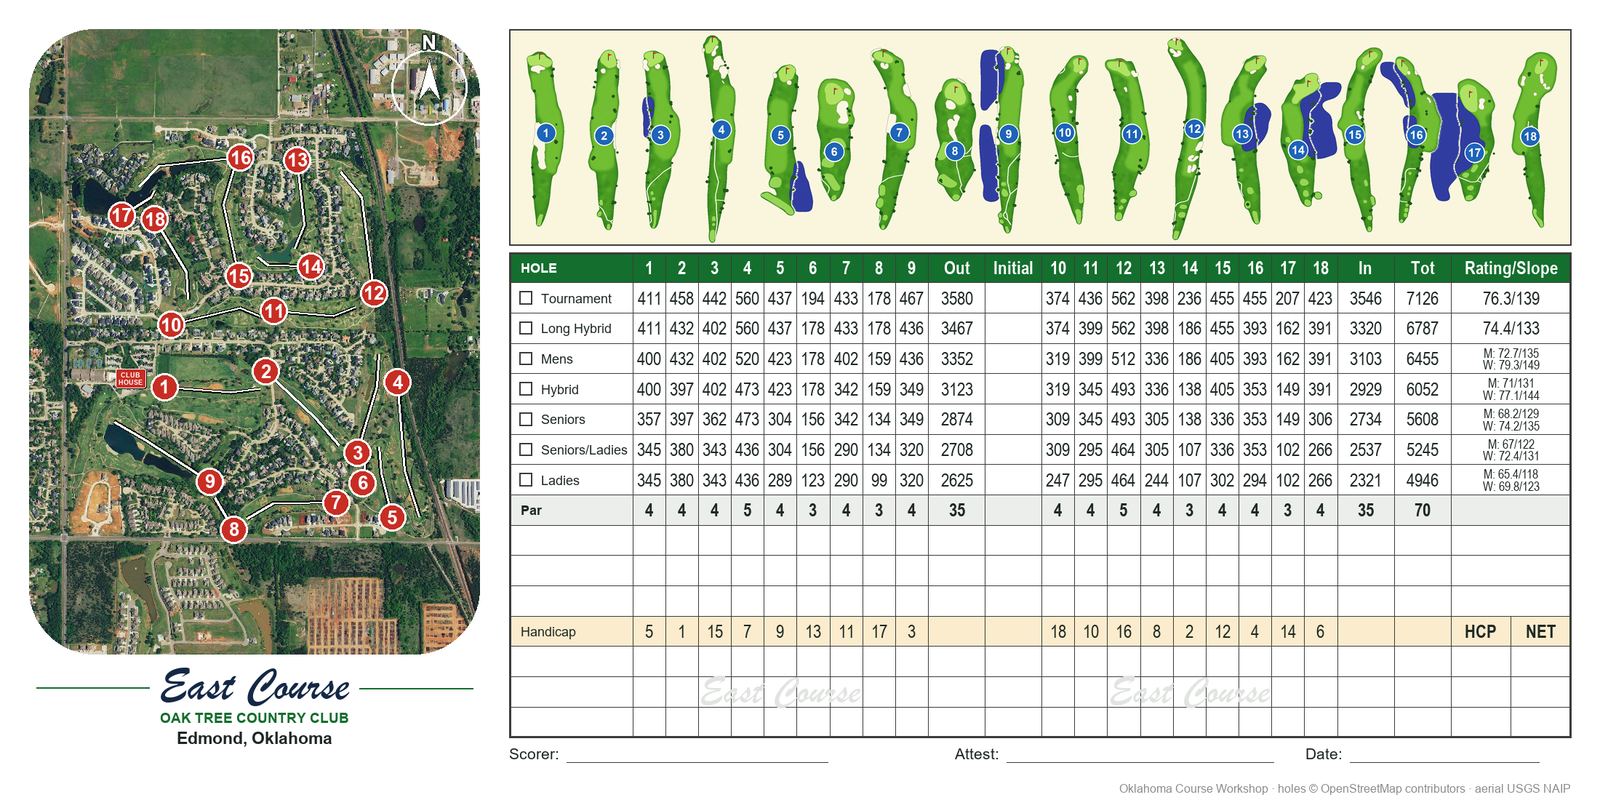 N
16
13
17
18
15
14
12
11
10
CLUB
HOUSE
1
2
4
3
9
6
7
8
5
East Course
OAK TREE COUNTRY CLUB
Edmond, Oklahoma
1 2 3 4 5 6 7 8 9 10 11 12 13 14 15 16 17 18
HOLE 1 2 3 4 5 6 7 8 9 Out Initial 10 11 12 13 14 15 16 17 18 In Tot Rating/Slope
Tournament 411 458 442 560 437 194 433 178 467 3580 374 436 562 398 236 455 455 207 423 3546 7126 76.3/139
Long Hybrid 411 432 402 560 437 178 433 178 436 3467 374 399 562 398 186 455 393 162 391 3320 6787 74.4/133
Mens 400 432 402 520 423 178 402 159 436 3352 319 399 512 336 186 405 393 162 391 3103 6455 M: 72.7/135
W: 79.3/149
Hybrid 400 397 402 473 423 178 342 159 349 3123 319 345 493 336 138 405 353 149 391 2929 6052 M: 71/131
W: 77.1/144
Seniors 357 397 362 473 304 156 342 134 349 2874 309 345 493 305 138 336 353 149 306 2734 5608 M: 68.2/129
W: 74.2/135
Seniors/Ladies 345 380 343 436 304 156 290 134 320 2708 309 295 464 305 107 336 353 102 266 2537 5245 M: 67/122
W: 72.4/131
Ladies 345 380 343 436 289 123 290 99 320 2625 247 295 464 244 107 302 294 102 266 2321 4946 M: 65.4/118
W: 69.8/123
Par 4 4 4 5 4 3 4 3 4 35 4 4 5 4 3 4 4 3 4 35 70
Handicap 5 1 15 7 9 13 11 17 3 18 10 16 8 2 12 4 14 6 HCP NET
East Course East Course
Scorer: Attest: Date:
Oklahoma Course Workshop · holes © OpenStreetMap contributors · aerial USGS NAIP